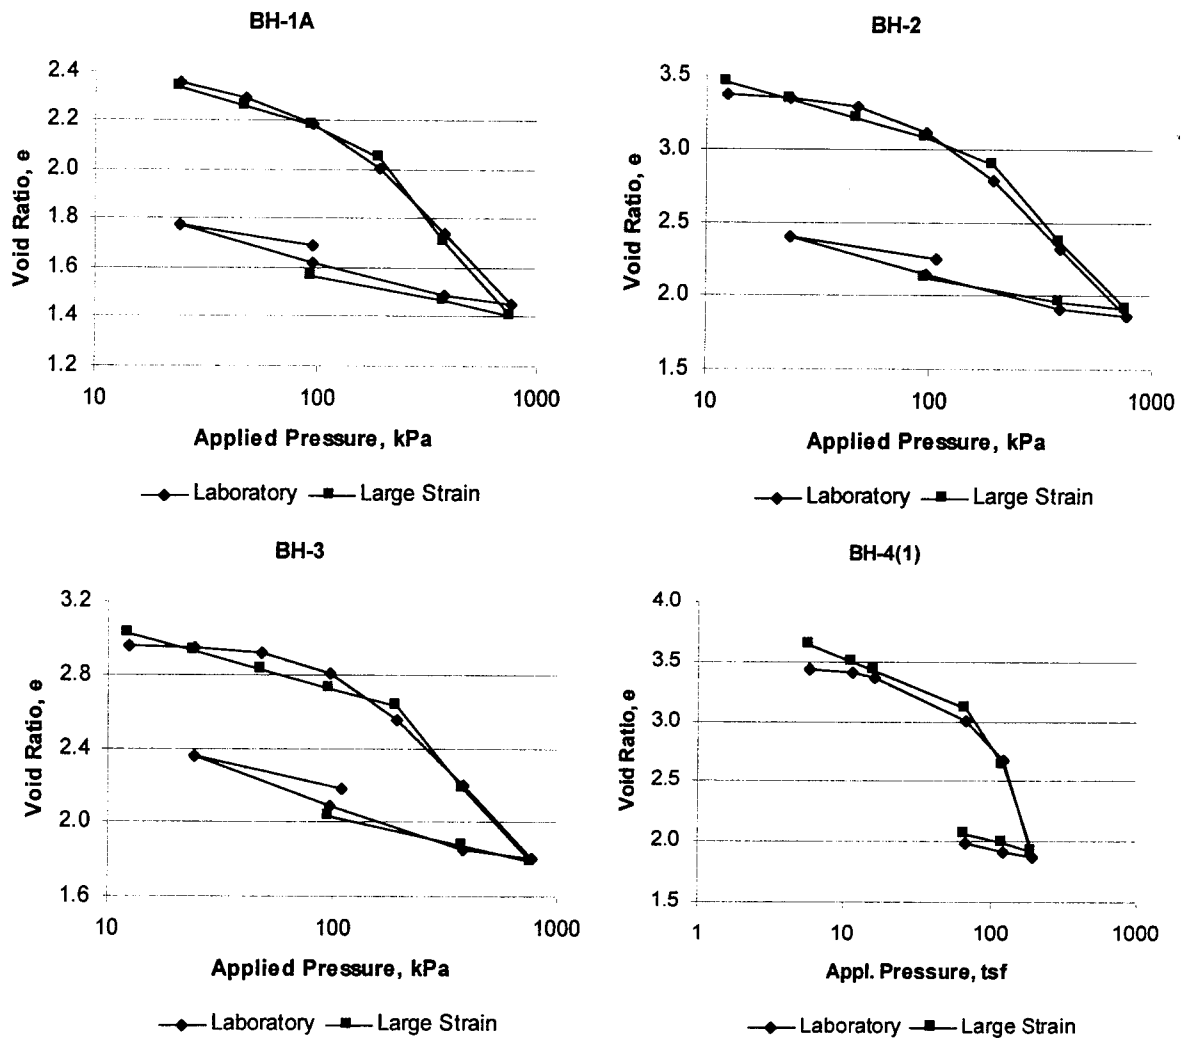 BH-1A
2.4
2.2
2.0
1.8
1.6
1.4
1.2
Void Ratio, e
10 100 1000
Applied Pressure, kPa
Laboratory Large Strain
BH-2
3.5
3.0
2.5
2.0
1.5
Void Ratio, e
10 100 1000
Applied Pressure, kPa
Laboratory Large Strain
BH-3
3.2
2.8
2.4
2.0
1.6
Void Ratio, e
10 100 1000
Applied Pressure, kPa
Laboratory Large Strain
BH-4(1)
4.0
3.5
3.0
2.5
2.0
1.5
Void Ratio, e
1 10 100 1000
Appl. Pressure, tsf
Laboratory Large Strain